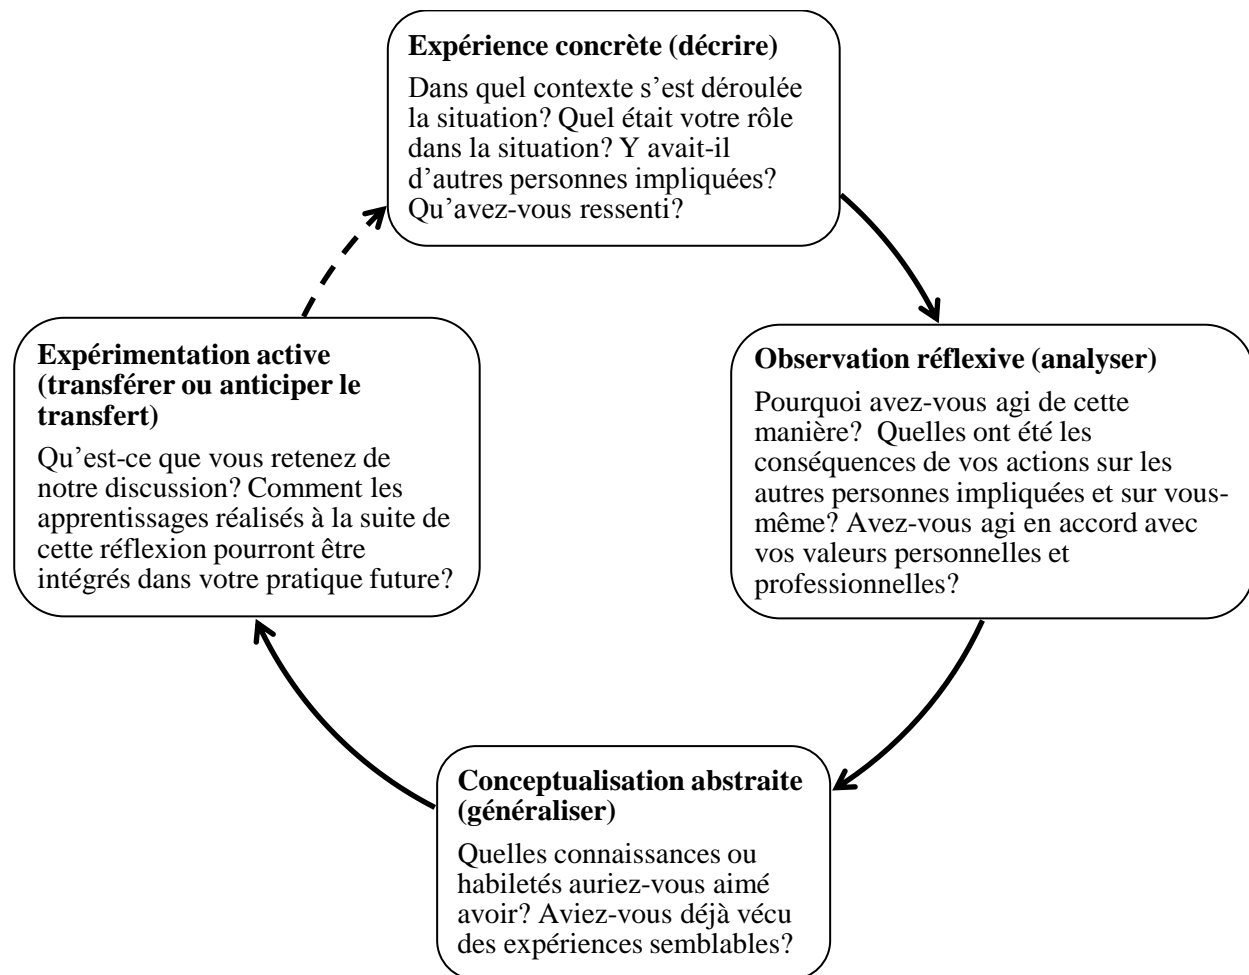 Expérience concrète (décrire)
Dans quel contexte s’est déroulée
la situation? Quel était votre rôle
dans la situation? Y avait-il
d’autres personnes impliquées?
Qu’avez-vous ressenti?
Observation réflexive (analyser)
Pourquoi avez-vous agi de cette
manière?  Quelles ont été les
conséquences de vos actions sur les
autres personnes impliquées et sur vous-
même? Avez-vous agi en accord avec
vos valeurs personnelles et
professionnelles?
Conceptualisation abstraite
(généraliser)
Quelles connaissances ou
habiletés auriez-vous aimé
avoir? Aviez-vous déjà vécu
des expériences semblables?
Expérimentation active
(transférer ou anticiper le
transfert)
Qu’est-ce que vous retenez de
notre discussion? Comment les
apprentissages réalisés à la suite de
cette réflexion pourront être
intégrés dans votre pratique future?